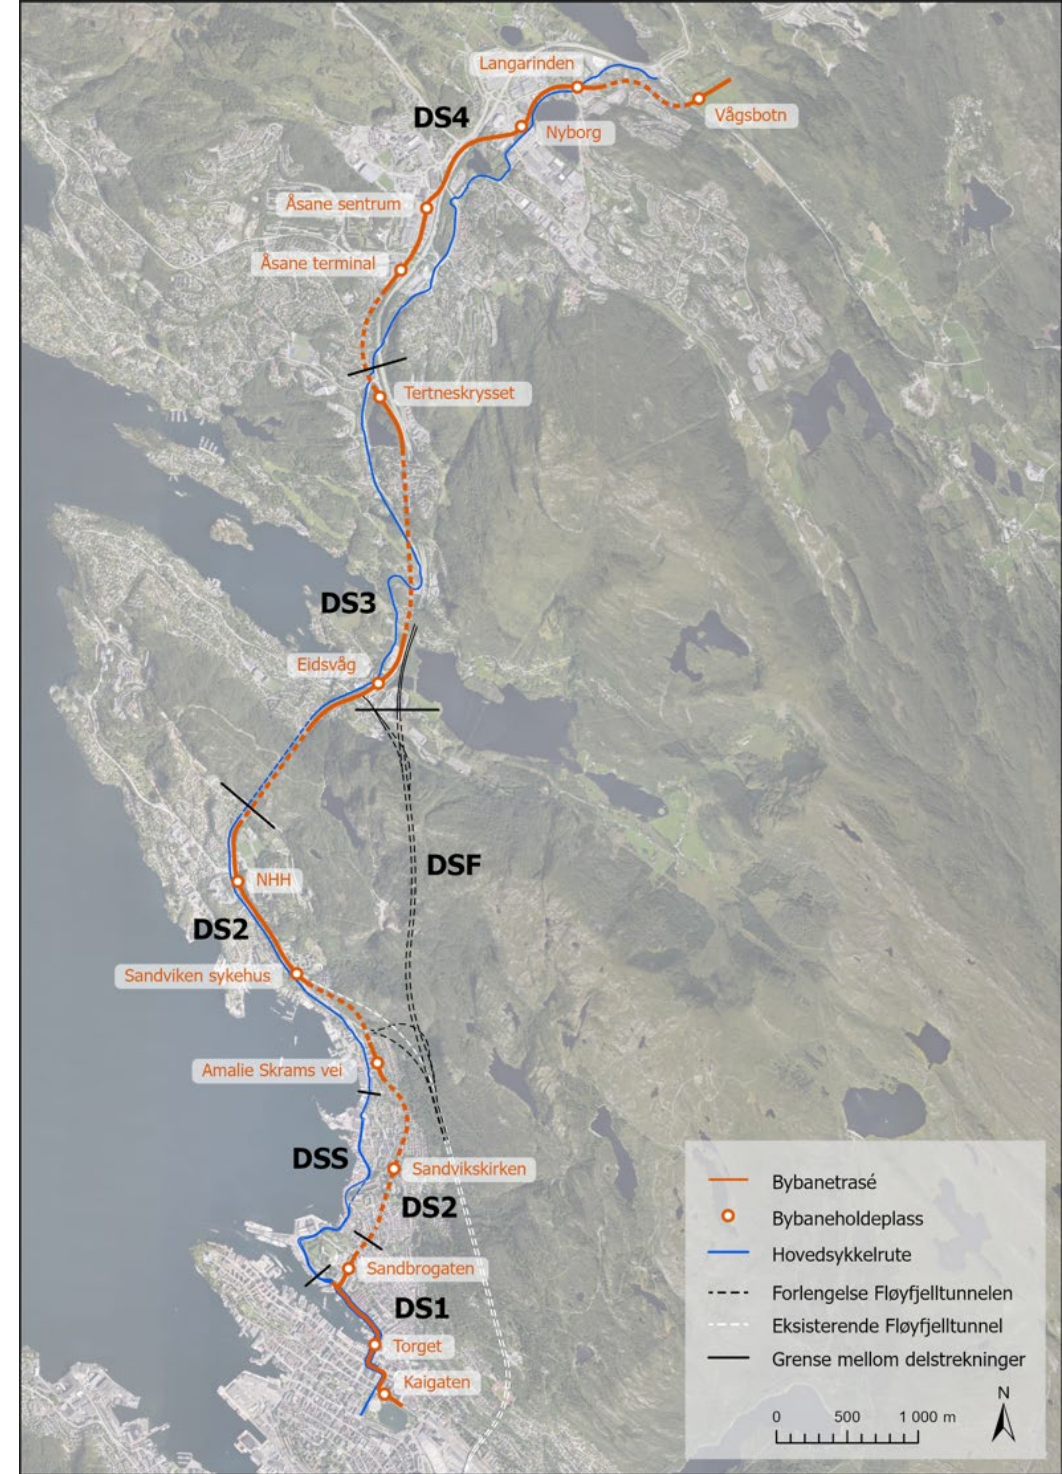 Langarinden
DS4
Vågsbotn
Nyborg
Åsane sentrum
Åsane terminal
Tertneskrysset
DS3
Eidsvåg
DSF
NHH
DS2
Sandviken sykehus
Amalie Skrams vei
DSS
Sandvikskirken
DS2
Sandbrogaten
DS1
Torget
Kaigaten
Bybanetrasé
Bybaneholdeplass
Hovedsykkelrute
Forlengelse Fløyfjelltunnelen
Eksisterende Fløyfjelltunnel
Grense mellom delstrekninger
N
0 500 1 000 m